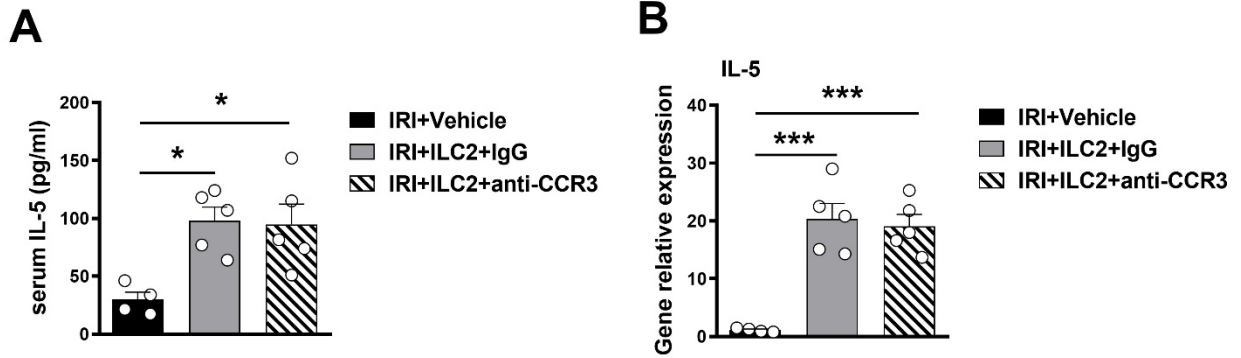 A
serum IL-5 (pg/ml)
200
150
100
50
0
*
*
IRI+Vehicle
IRI+ILC2+IgG
IRI+ILC2+anti-CCR3
B
IL-5
Gene relative expression
40
30
20
10
0
***
***
IRI+Vehicle
IRI+ILC2+IgG
IRI+ILC2+anti-CCR3